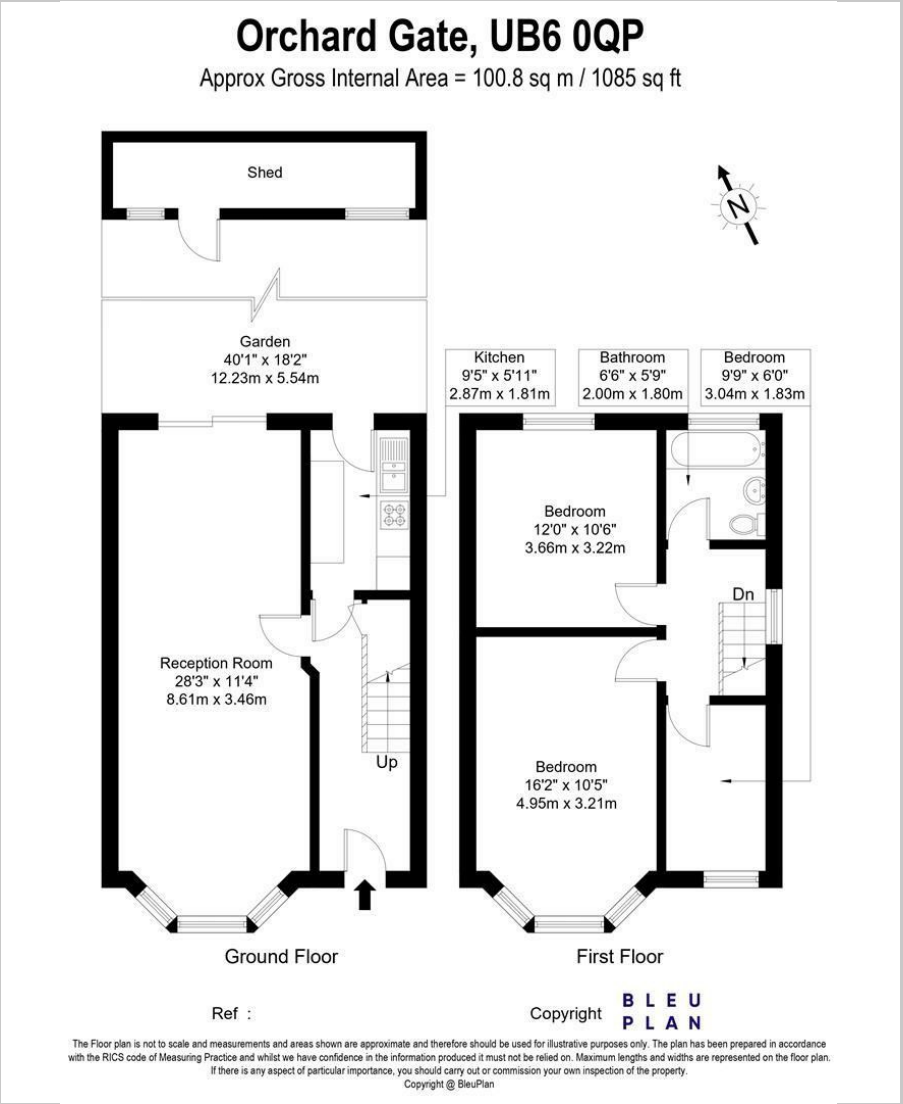 Orchard Gate, UB6 0QP
Approx Gross Internal Area = 100.8 sq m / 1085 sq ft
Shed
N
Garden
40'1" x 18'2"
12.23m x 5.54m
Kitchen
9'5" x 5'11"
2.87m x 1.81m
Bathroom
6'6" x 5'9"
2.00m x 1.80m
Bedroom
9'9" x 6'0"
3.04m x 1.83m
Bedroom
12'0" x 10'6"
3.66m x 3.22m
Dn
Reception Room
28'3" x 11'4"
8.61m x 3.46m
Up
Bedroom
16'2" x 10'5"
4.95m x 3.21m
Ground Floor
First Floor
Ref :
Copyright
BLEU
PLAN
The Floor plan is not to scale and measurements and areas shown are approximate and therefore should be used for illustrative purposes only. The plan has been prepared in accordance
with the RICS code of Measuring Practice and whilst we have confidence in the information produced it must not be relied on. Maximum lengths and widths are represented on the floor plan.
If there is any aspect of particular importance, you should carry out or commission your own inspection of the property.
Copyright @ BleuPlan